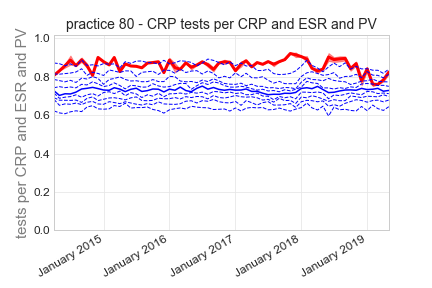 practice 80 - CRP tests per CRP and ESR and PV
tests per CRP and ESR and PV
1.0
0.8
0.6
0.4
0.2
0.0
January 2015
January 2016
January 2017
January 2018
January 2019